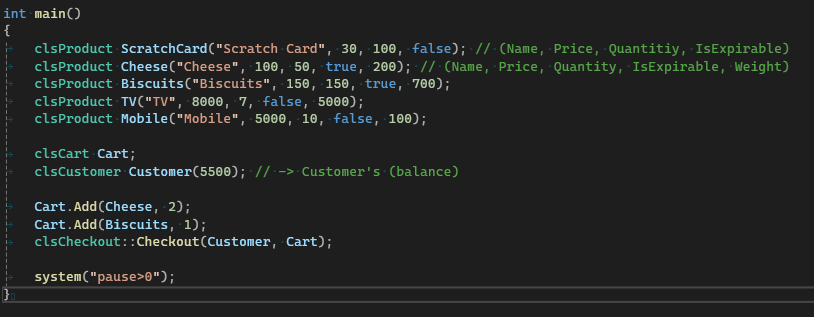 int main()
{
clsProduct ScratchCard("Scratch Card", 30, 100, false); // (Name, Price, Quantitiy, IsExpirable)
clsProduct Cheese("Cheese", 100, 50, true, 200); // (Name, Price, Quantity, IsExpirable, Weight)
clsProduct Biscuits("Biscuits", 150, 150, true, 700);
clsProduct TV("TV", 8000, 7, false, 5000);
clsProduct Mobile("Mobile", 5000, 10, false, 100);
clsCart Cart;
clsCustomer Customer(5500); // -> Customer's (balance)
Cart.Add(Cheese, 2);
Cart.Add(Biscuits, 1);
clsCheckout::Checkout(Customer, Cart);
system("pause>0");
}